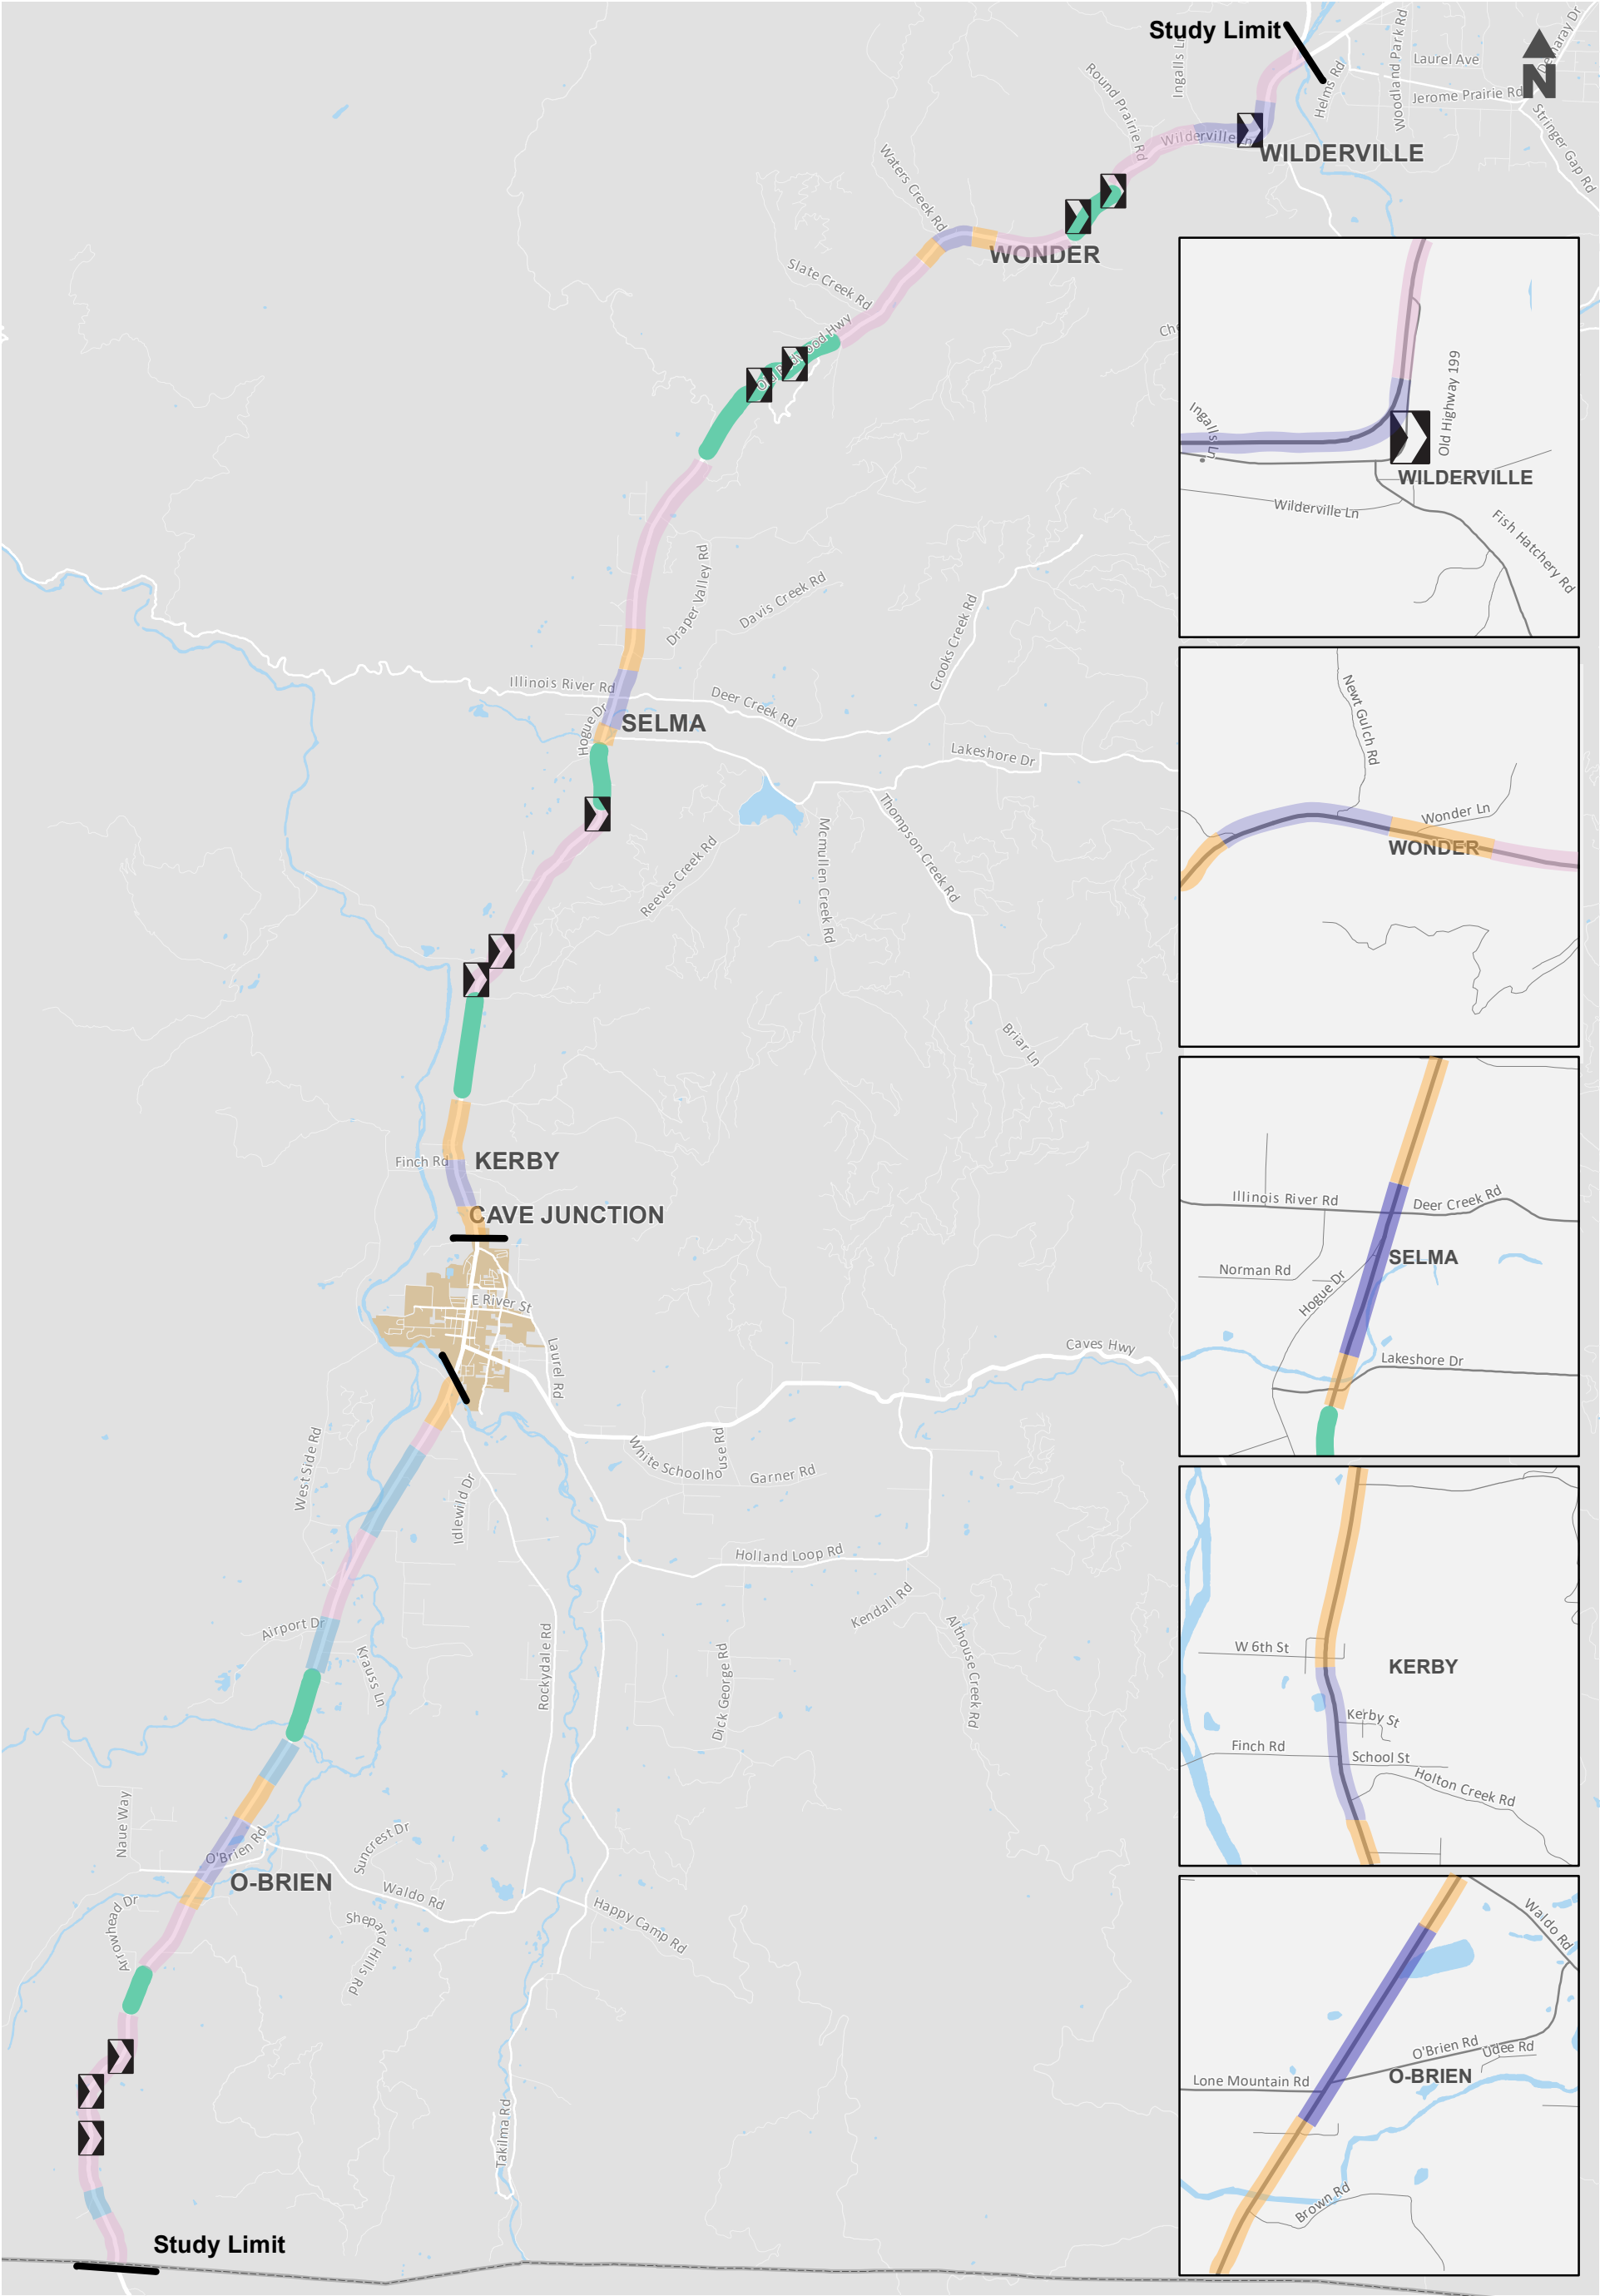 Study Limit
N
Demaray Dr
Ingalls Ln
Round Prairie Rd
Helms Rd
Woodland Park Rd
Laurel Ave
Jerome Prairie Rd
Stringer Gap Rd
Wilderville Ln
WILDERVILLE
Waters Creek Rd
WONDER
Slate Creek Rd
Draper Valley Rd
Davis Creek Rd
Crooks Creek Rd
Illinois River Rd
Deer Creek Rd
Hogue Dr
SELMA
Lakeshore Dr
Thompson Creek Rd
Mcmullen Creek Rd
Reeves Creek Rd
Briar Ln
Finch Rd
KERBY
CAVE JUNCTION
E River St
Laurel Rd
Caves Hwy
West Side Rd
Idlewild Dr
White Schoolhouse Rd
Garner Rd
Holland Loop Rd
Kendall Rd
Airport Dr
Krauss Ln
Rockydale Rd
Dick George Rd
Althouse Creek Rd
Naue Way
O'Brien Rd
Suncrest Dr
O-BRIEN
Waldo Rd
Arrowhead Dr
Shepard Hills Rd
Happy Camp Rd
Takilma Rd
Study Limit
Ingalls Ln
Old Highway 199
WILDERVILLE
Wilderville Ln
Fish Hatchery Rd
Newt Gulch Rd
Wonder Ln
WONDER
Illinois River Rd
Deer Creek Rd
SELMA
Norman Rd
Hogue Dr
Lakeshore Dr
W 6th St
KERBY
Kerby St
Finch Rd
School St
Holton Creek Rd
Waldo Rd
O'Brien Rd
Udee Rd
Lone Mountain Rd
O-BRIEN
Brown Rd